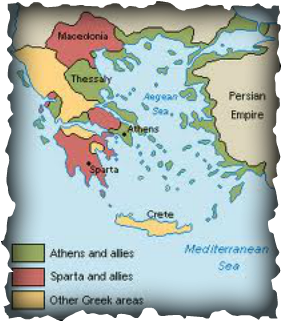 Macedonia
Thessaly
Aegean
Sea
Persian
Empire
Athens
Sparta
Crete
Mediterranean
Sea
Athens and allies
Sparta and allies
Other Greek areas